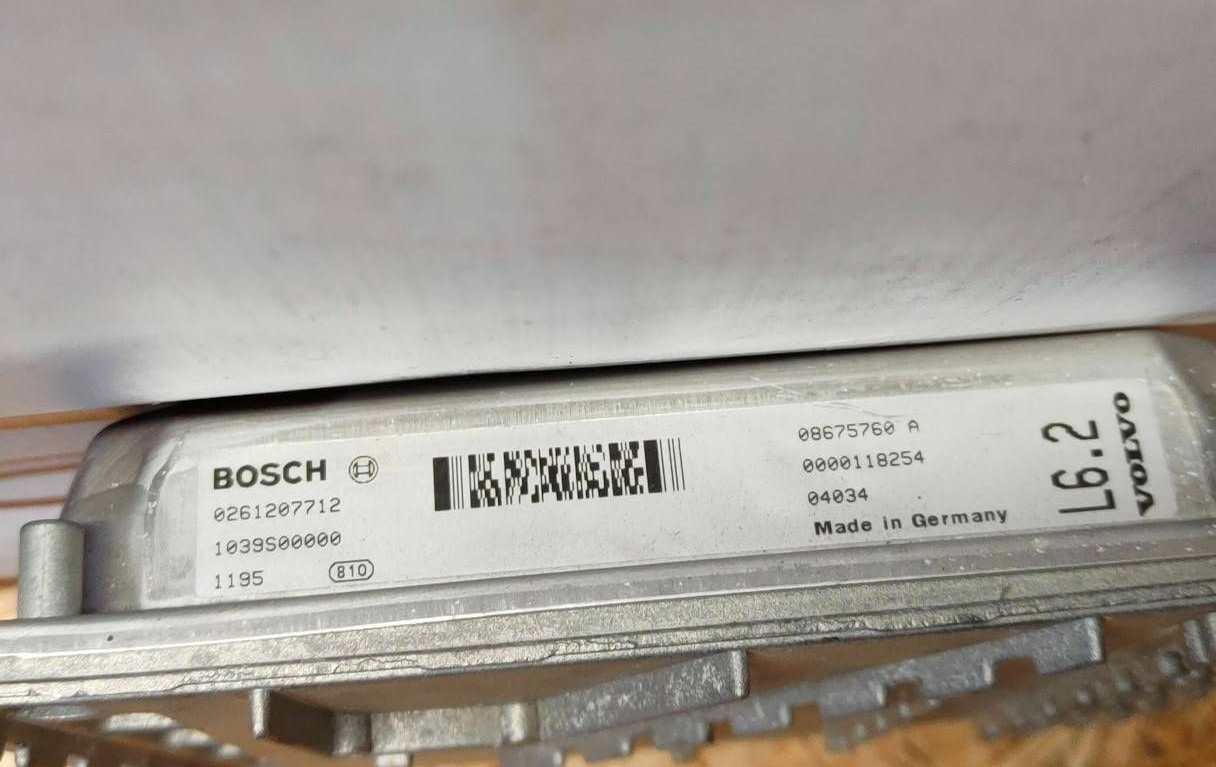 BOSCH
0261207712
1039S00000
1195 810
08675760 A
0000118254
04034
Made in Germany
L6.2
VOLVO